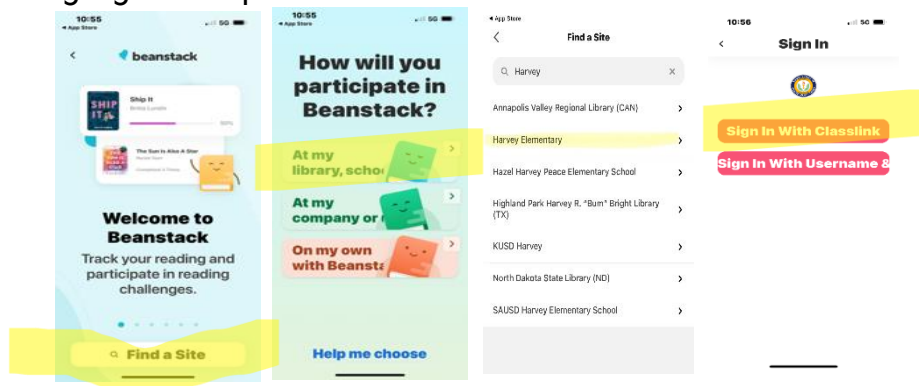 10:55
5G
◄ App Store
beanstack
Ship It
Britta Lundin
SHIP IT
The Sun Is Also A Star
Welcome to
Beanstack
Track your reading and
participate in reading
challenges.
Find a Site
10:55
5G
◄ App Store
How will you
participate in
Beanstack?
At my
library, schoo
At my
company or
On my own
with Beansta
Help me choose
◄ App Store
Find a Site
Harvey
Annapolis Valley Regional Library (CAN)
Harvey Elementary
Hazel Harvey Peace Elementary School
Highland Park Harvey R. "Bum" Bright Library
(TX)
KUSD Harvey
North Dakota State Library (ND)
SAUSD Harvey Elementary School
10:56
5G
Sign In
Sign In With Classlink
Sign In With Username &